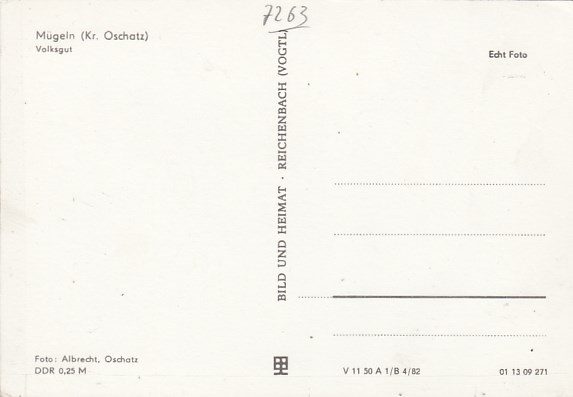 7263
Mügeln (Kr. Oschatz)
Volksgut
Echt Foto
BILD UND HEIMAT · REICHENBACH (VOGTL)
Foto: Albrecht, Oschatz
DDR 0,25 M
V 11 50 A 1/B 4/82
01 13 09 271